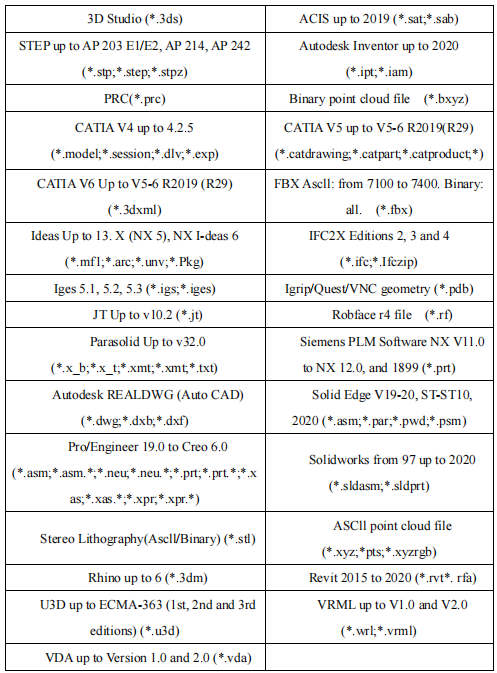 3D Studio (*.3ds)
ACIS up to 2019 (*.sat;*.sab)
STEP up to AP 203 E1/E2, AP 214, AP 242
(*.stp;*.step;*.stpz)
Autodesk Inventor up to 2020
(*.ipt;*.iam)
PRC(*.prc)
Binary point cloud file (*.bxyz)
CATIA V4 up to 4.2.5
(*.model;*.session;*.dlv;*.exp)
CATIA V5 up to V5-6 R2019(R29)
(*.catdrawing;*.catpart;*.catproduct;*)
CATIA V6 Up to V5-6 R2019 (R29)
(*.3dxml)
FBX Ascll: from 7100 to 7400. Binary:
all. (*.fbx)
Ideas Up to 13. X (NX 5), NX I-deas 6
(*.mf1;*.arc;*.unv;*.Pkg)
IFC2X Editions 2, 3 and 4
(*.ifc;*.Ifczip)
Iges 5.1, 5.2, 5.3 (*.igs;*.iges)
Igrip/Quest/VNC geometry (*.pdb)
JT Up to v10.2 (*.jt)
Robface r4 file (*.rf)
Parasolid Up to v32.0
(*.x_b;*.x_t;*.xmt;*.xmt;*.txt)
Siemens PLM Software NX V11.0
to NX 12.0, and 1899 (*.prt)
Autodesk REALDWG (Auto CAD)
(*.dwg;*.dxb;*.dxf)
Solid Edge V19-20, ST-ST10,
2020 (*.asm;*.par;*.pwd;*.psm)
Pro/Engineer 19.0 to Creo 6.0
(*.asm;*.asm.*;*.neu;*.neu.*;*.prt;*.prt.*;*.x
as;*.xas.*;*.xpr;*.xpr.*)
Solidworks from 97 up to 2020
(*.sldasm;*.sldprt)
Stereo Lithography(Ascll/Binary) (*.stl)
ASCll point cloud file
(*.xyz;*pts;*.xyzrgb)
Rhino up to 6 (*.3dm)
Revit 2015 to 2020 (*.rvt*. rfa)
U3D up to ECMA-363 (1st, 2nd and 3rd
editions) (*.u3d)
VRML up to V1.0 and V2.0
(*.wrl;*.vrml)
VDA up to Version 1.0 and 2.0 (*.vda)